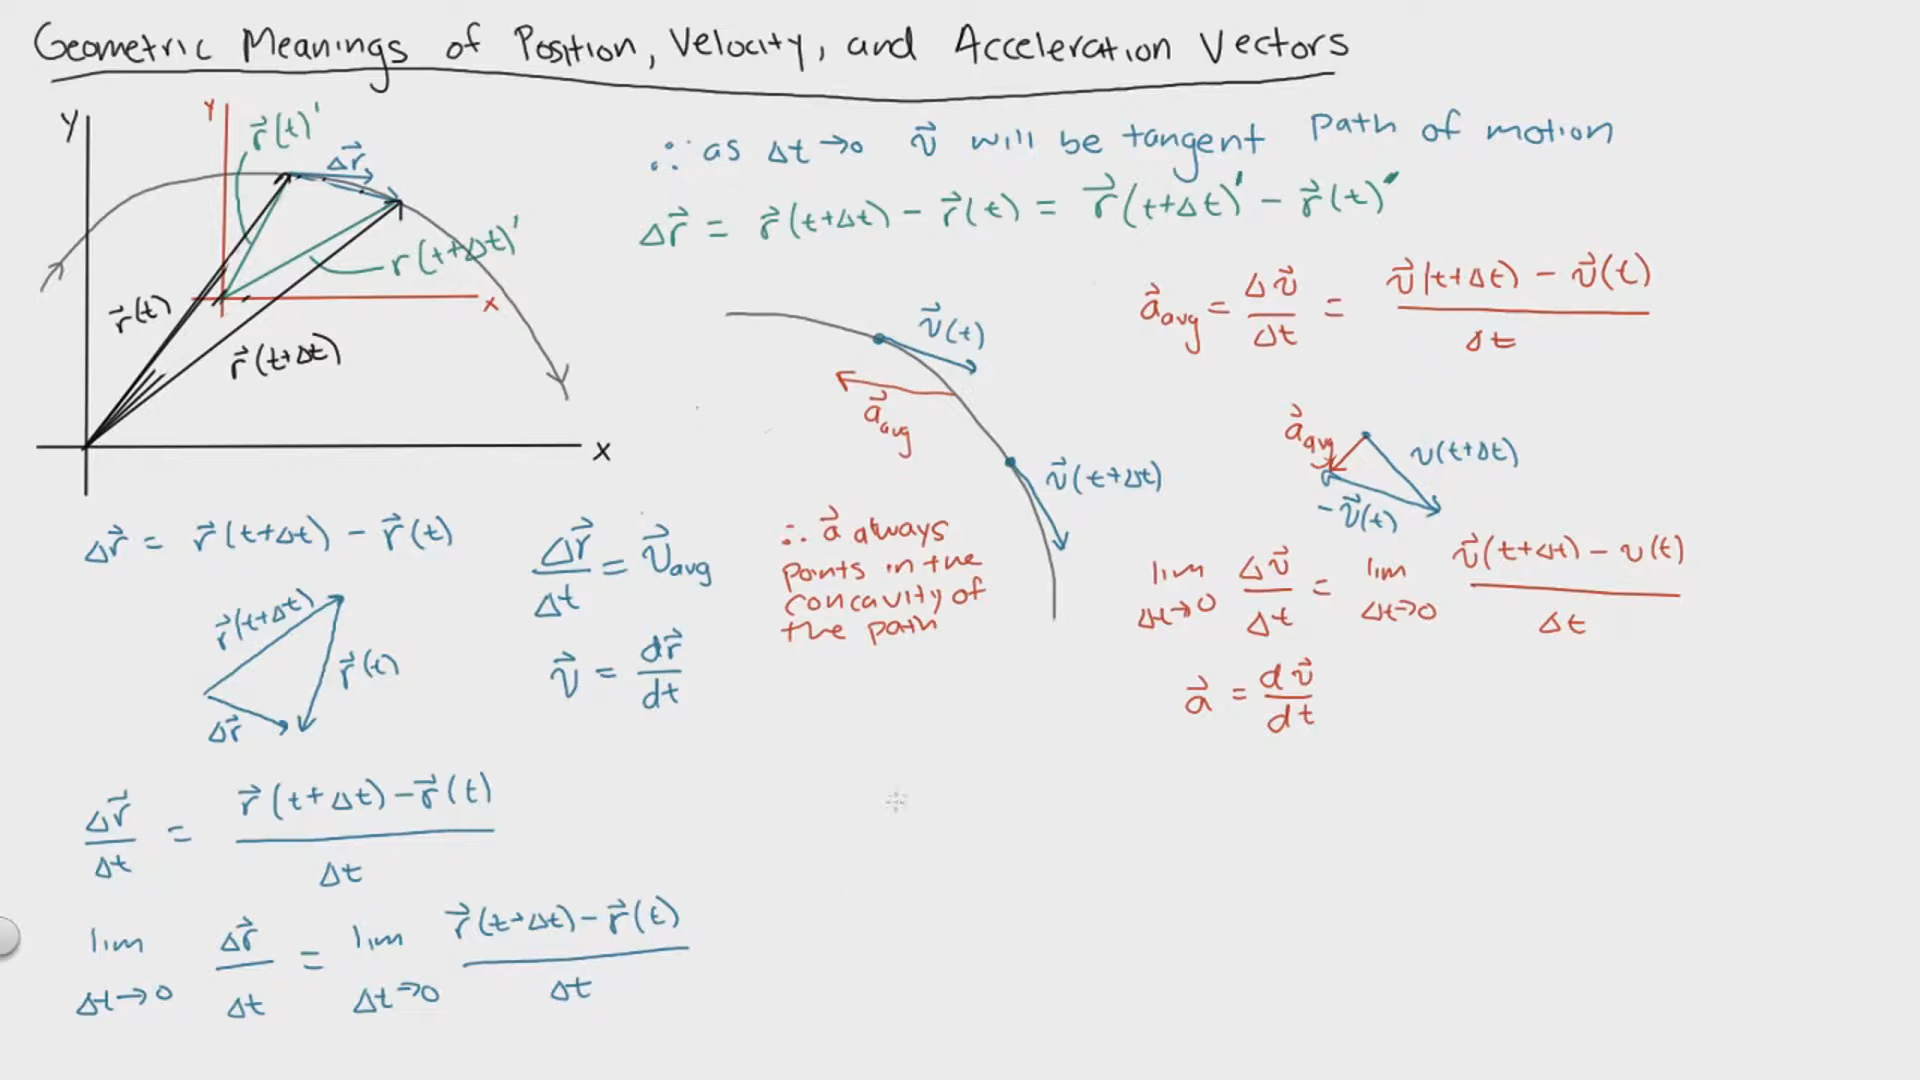 Geometric Meanings of Position, Velocity, and Acceleration Vectors
y
y
r⃗(t)'
Δr⃗
r(t+Δt)'
x
r⃗(t)
r⃗(t+Δt)
x
∴ as Δt→0 v⃗ will be tangent path of motion
Δr⃗ = r⃗(t+Δt) − r⃗(t) = r⃗(t+Δt)' − r⃗(t)'
a⃗avg = Δv⃗/Δt = (v⃗(t+Δt) − v⃗(t))/Δt
v⃗(t)
a⃗avg
v⃗(t+Δt)
a⃗avg
v(t+Δt)
−v⃗(t)
Δr⃗ = r⃗(t+Δt) − r⃗(t)
r⃗(t+Δt)
r⃗(t)
Δr⃗
Δr⃗/Δt = v⃗avg
v⃗ = dr⃗/dt
∴ a⃗ always
points in the
concavity of
the path
lim Δt→0 Δv⃗/Δt = lim Δt→0 (v⃗(t+Δt) − v(t))/Δt
a⃗ = dv⃗/dt
Δr⃗/Δt = (r⃗(t+Δt) − r⃗(t))/Δt
lim Δt→0 Δr⃗/Δt = lim Δt→0 (r⃗(t+Δt) − r⃗(t))/Δt